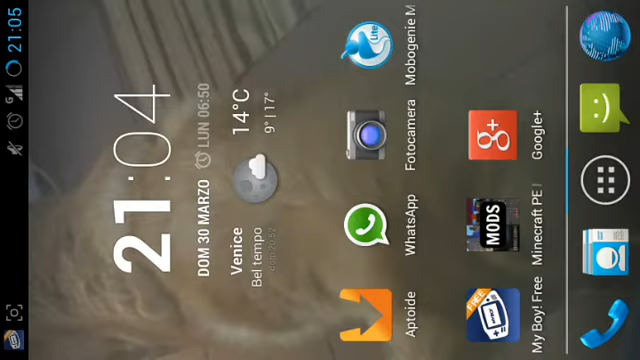 G
21:05
21:04
DOM 30 MARZO LUN 06:50
Venice 14°C
Bel tempo 9° | 17°
Aptoide
WhatsApp
Fotocamera
Mobogenie M
FREE
MODS
g+
My Boy! Free
Minecraft PE
Google+